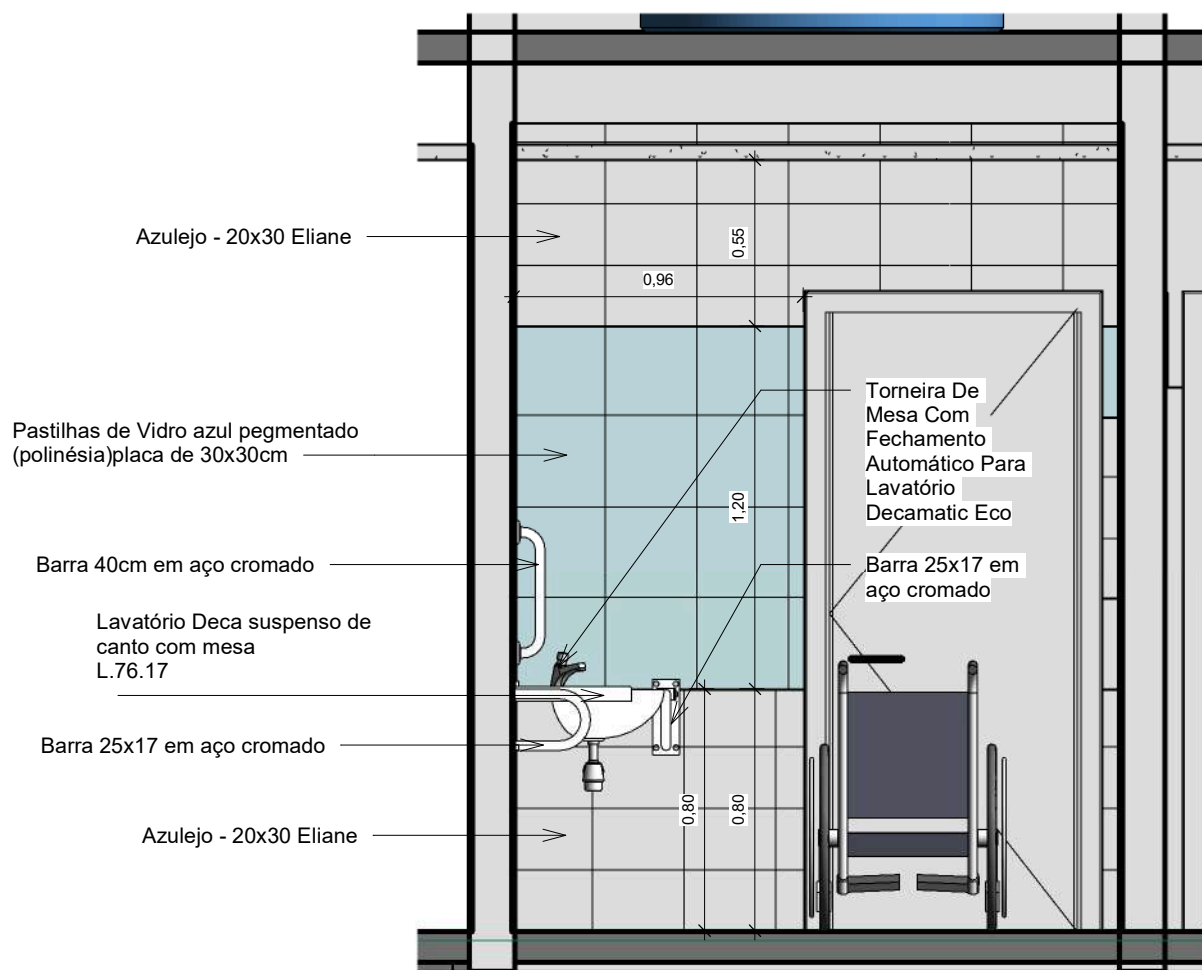 Azulejo - 20x30 Eliane
0,55
0,96
Pastilhas de Vidro azul pegmentado
(polinésia)placa de 30x30cm
Torneira De
Mesa Com
Fechamento
Automático Para
Lavatório
Decamatic Eco
1,20
Barra 40cm em aço cromado
Barra 25x17 em
aço cromado
Lavatório Deca suspenso de
canto com mesa
L.76.17
Barra 25x17 em aço cromado
0,80
0,80
Azulejo - 20x30 Eliane